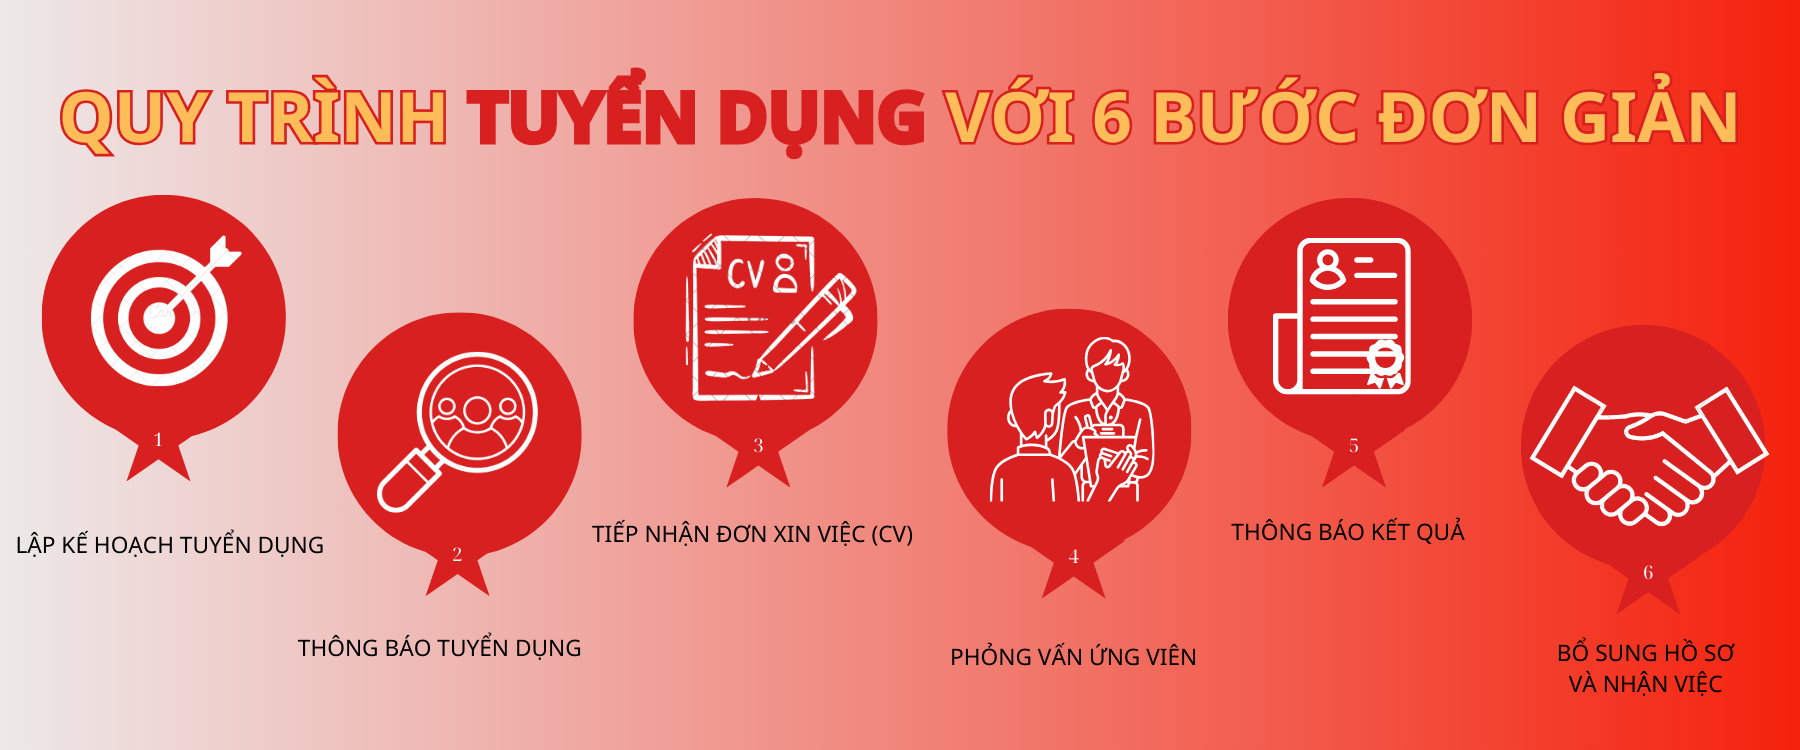 QUY TRÌNH TUYỂN DỤNG VỚI 6 BƯỚC ĐƠN GIẢN
1
LẬP KẾ HOẠCH TUYỂN DỤNG
2
THÔNG BÁO TUYỂN DỤNG
CV
3
TIẾP NHẬN ĐƠN XIN VIỆC (CV)
4
PHỎNG VẤN ỨNG VIÊN
5
THÔNG BÁO KẾT QUẢ
6
BỔ SUNG HỒ SƠ
VÀ NHẬN VIỆC